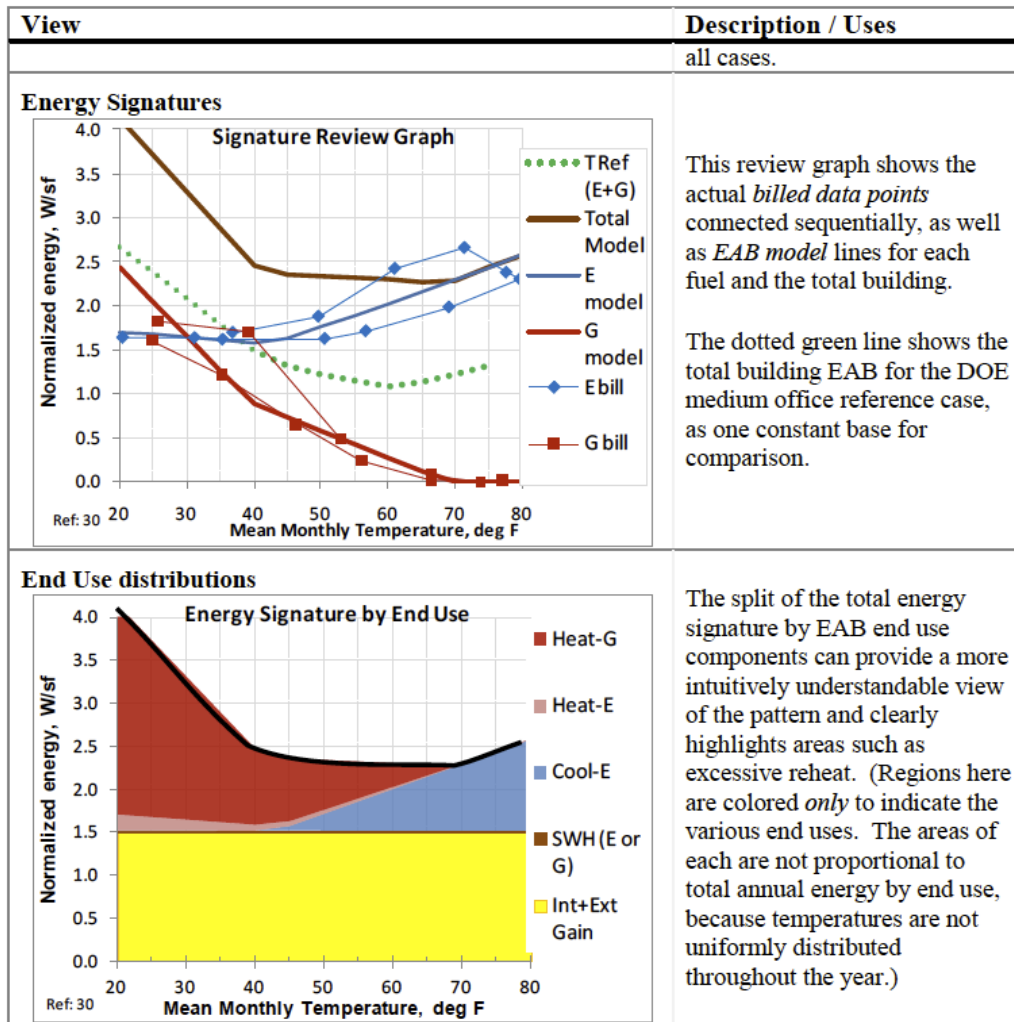 View
Description / Uses
all cases.
Energy Signatures
Signature Review Graph
Normalized energy, W/sf
4.0
3.5
3.0
2.5
2.0
1.5
1.0
0.5
0.0
20 30 40 50 60 70 80
Ref: 30
Mean Monthly Temperature, deg F
T Ref
(E+G)
Total
Model
E
model
G
model
E bill
G bill
This review graph shows the
actual billed data points
connected sequentially, as well
as EAB model lines for each
fuel and the total building.
The dotted green line shows the
total building EAB for the DOE
medium office reference case,
as one constant base for
comparison.
End Use distributions
Energy Signature by End Use
Normalized energy, W/sf
4.0
3.5
3.0
2.5
2.0
1.5
1.0
0.5
0.0
20 30 40 50 60 70 80
Ref: 30
Mean Monthly Temperature, deg F
Heat-G
Heat-E
Cool-E
SWH (E or
G)
Int+Ext
Gain
The split of the total energy
signature by EAB end use
components can provide a more
intuitively understandable view
of the pattern and clearly
highlights areas such as
excessive reheat. (Regions here
are colored only to indicate the
various end uses. The areas of
each are not proportional to
total annual energy by end use,
because temperatures are not
uniformly distributed
throughout the year.)